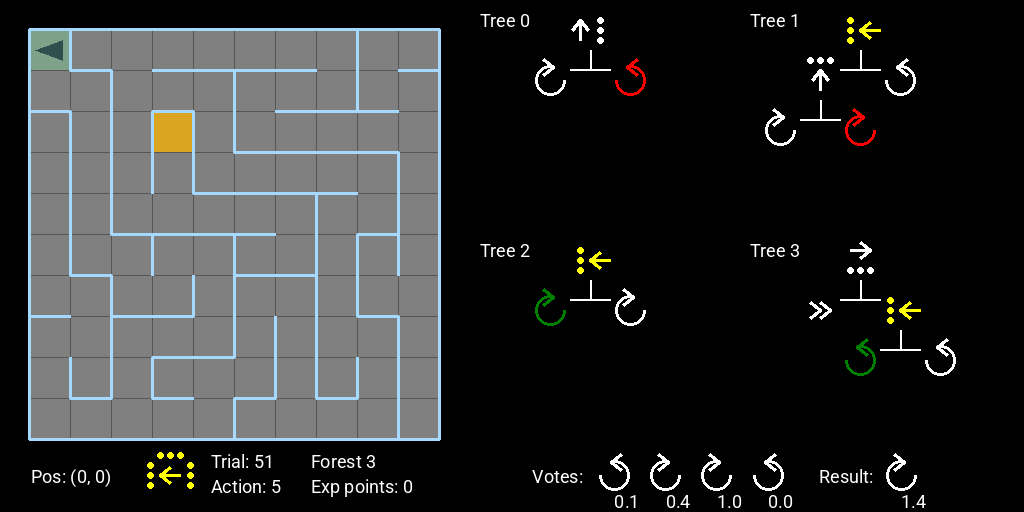 Tree 0
Tree 1
Tree 2
Tree 3
Pos: (0, 0)
Trial: 51
Forest 3
Action: 5
Exp points: 0
Votes:
Result:
0.1
0.4
1.0
0.0
1.4